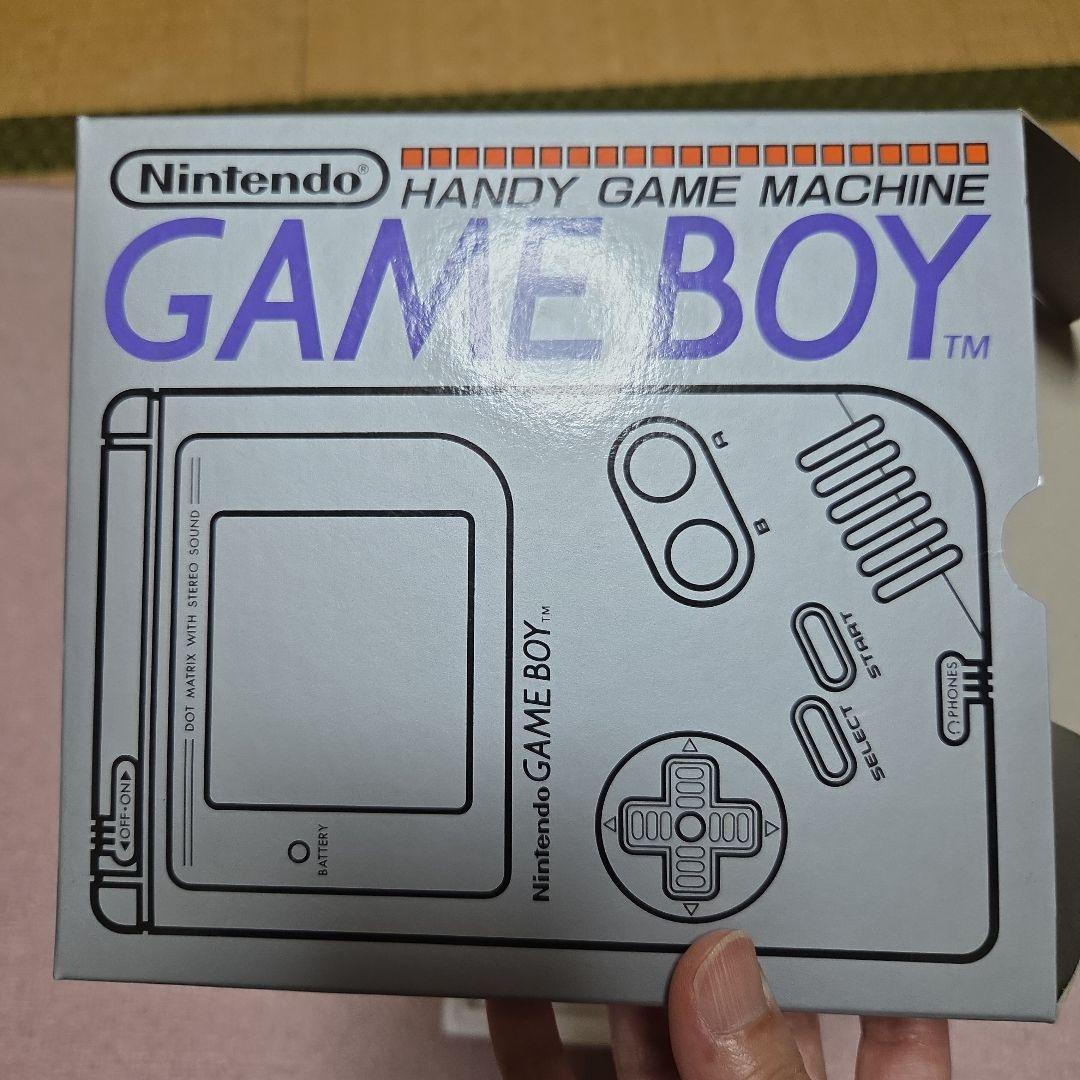 Nintendo®
HANDY GAME MACHINE
GAME BOY™
DOT MATRIX WITH STEREO SOUND
A
B
START
SELECT
PHONES
◀OFF•ON▶
BATTERY
Nintendo GAME BOY™